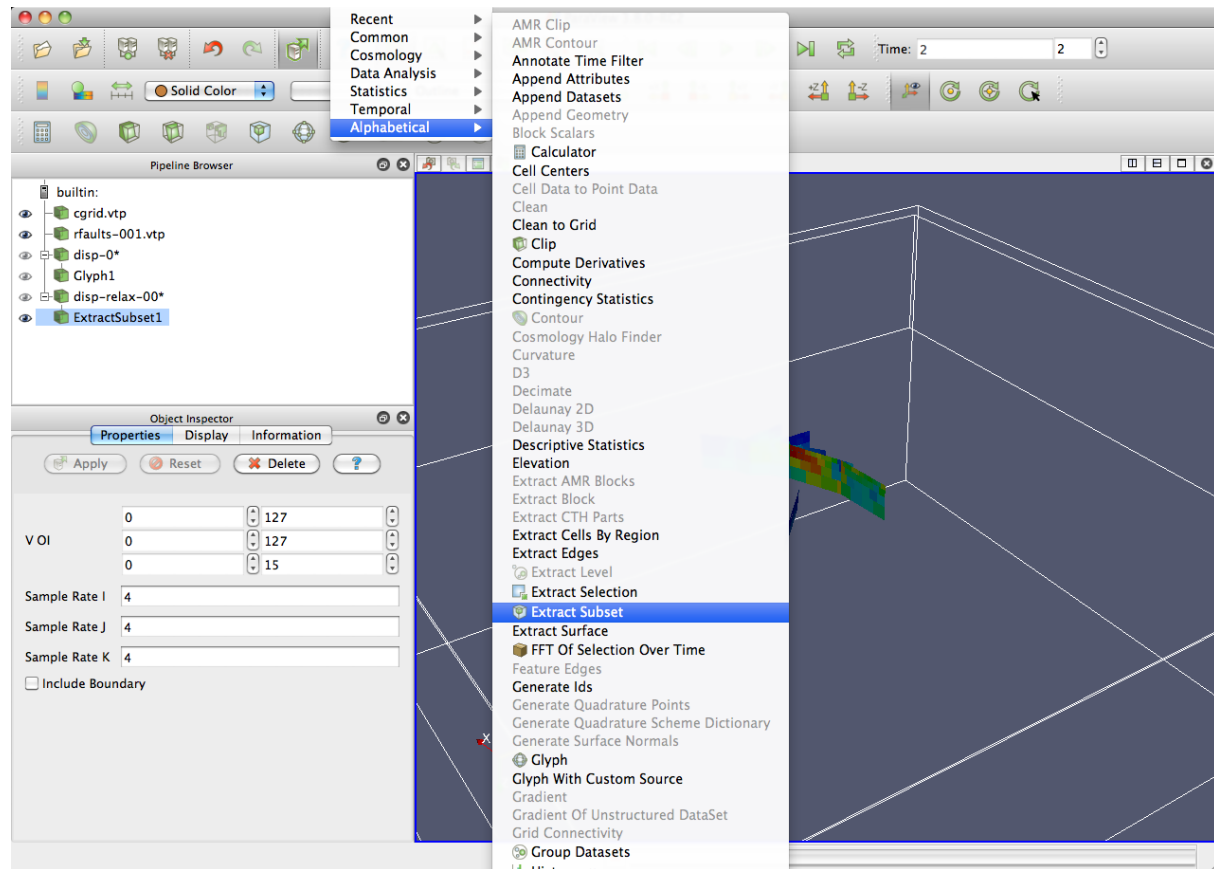 Recent
Common
Cosmology
Data Analysis
Statistics
Temporal
Alphabetical
AMR Clip
AMR Contour
Annotate Time Filter
Append Attributes
Append Datasets
Append Geometry
Block Scalars
Calculator
Cell Centers
Cell Data to Point Data
Clean
Clean to Grid
Clip
Compute Derivatives
Connectivity
Contingency Statistics
Contour
Cosmology Halo Finder
Curvature
D3
Decimate
Delaunay 2D
Delaunay 3D
Descriptive Statistics
Elevation
Extract AMR Blocks
Extract Block
Extract CTH Parts
Extract Cells By Region
Extract Edges
Extract Level
Extract Selection
Extract Subset
Extract Surface
FFT Of Selection Over Time
Feature Edges
Generate Ids
Generate Quadrature Points
Generate Quadrature Scheme Dictionary
Generate Surface Normals
Glyph
Glyph With Custom Source
Gradient
Gradient Of Unstructured DataSet
Grid Connectivity
Group Datasets
Time: 2 2
Solid Color
+Z -Z
Pipeline Browser
builtin:
cgrid.vtp
rfaults-001.vtp
disp-0*
Glyph1
disp-relax-00*
ExtractSubset1
Object Inspector
Properties Display Information
Apply Reset Delete ?
0 127
V OI 0 127
0 15
Sample Rate I 4
Sample Rate J 4
Sample Rate K 4
Include Boundary
X